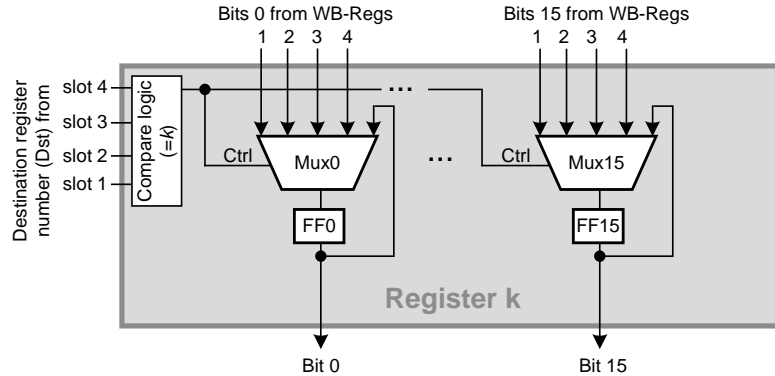 Bits 0 from WB-Regs
Bits 15 from WB-Regs
1 2 3 4
1 2 3 4
Destination register
number (Dst) from
slot 4
slot 3
slot 2
slot 1
Compare logic
(=k)
...
...
Ctrl
Mux0
...
Ctrl
Mux15
FF0
FF15
Register k
Bit 0
Bit 15